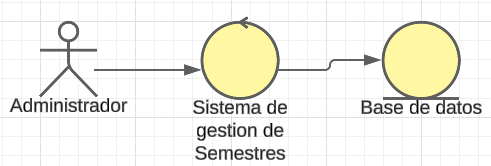 Administrador
Sistema de
gestion de
Semestres
Base de datos